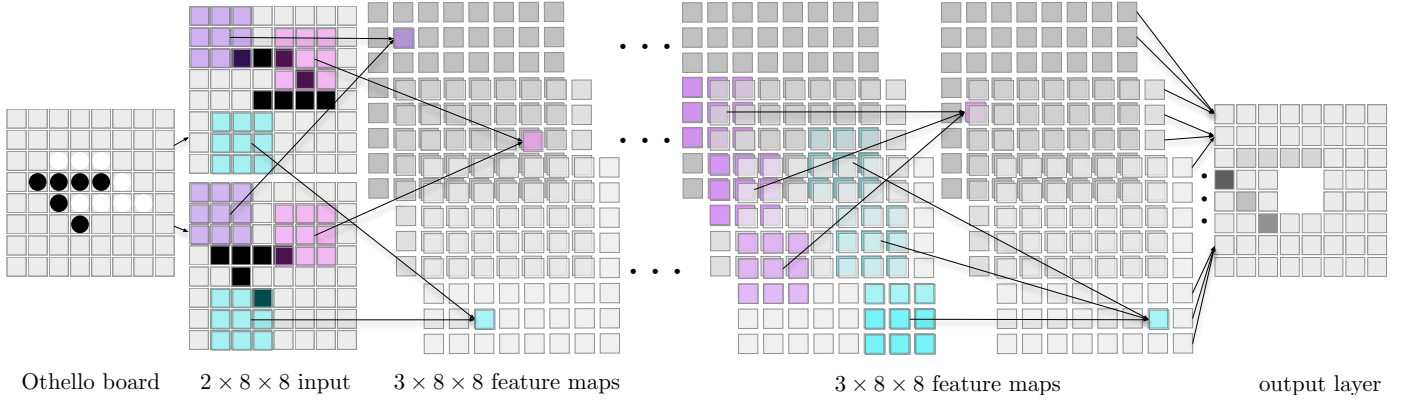 Othello board
2 × 8 × 8 input
3 × 8 × 8 feature maps
3 × 8 × 8 feature maps
output layer